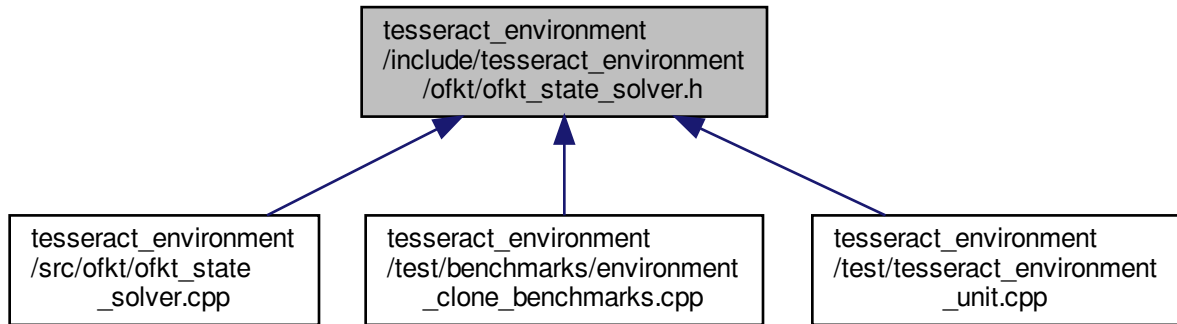 tesseract_environment
/include/tesseract_environment
/ofkt/ofkt_state_solver.h
tesseract_environment
/src/ofkt/ofkt_state
_solver.cpp
tesseract_environment
/test/benchmarks/environment
_clone_benchmarks.cpp
tesseract_environment
/test/tesseract_environment
_unit.cpp